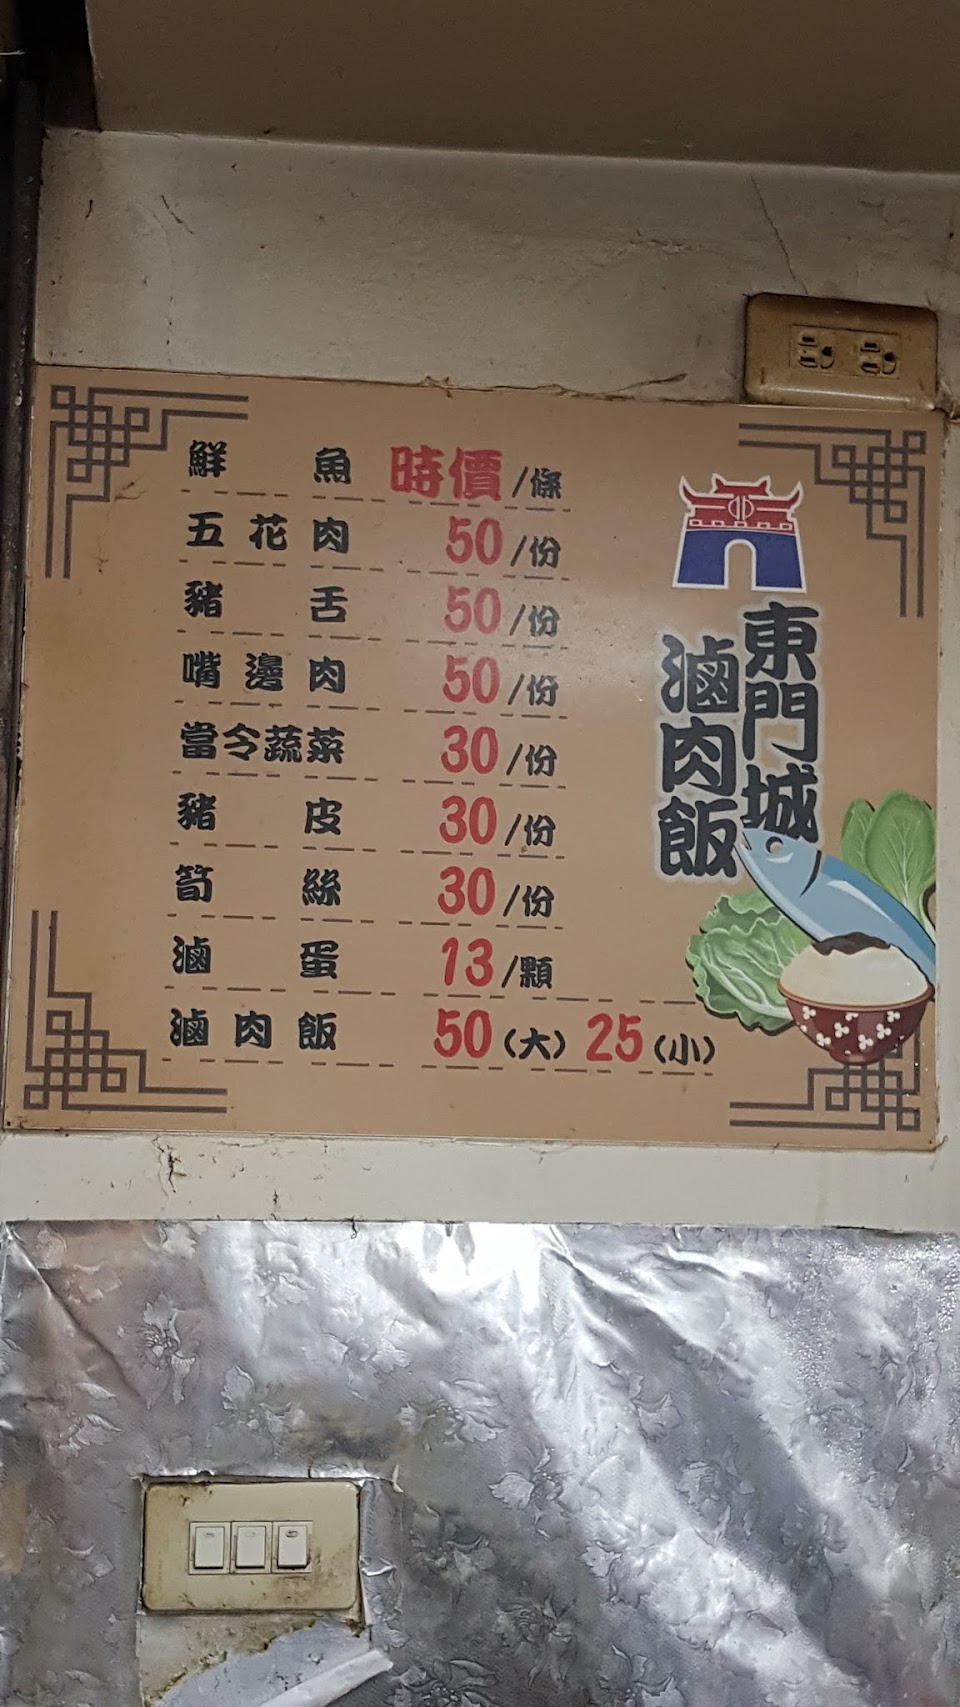 鮮魚 時價/條
五花肉 50/份
豬舌 50/份
嘴邊肉 50/份
當令蔬菜 30/份
豬皮 30/份
筍絲 30/份
滷蛋 13/顆
滷肉飯 50(大) 25(小)
東門城
滷肉飯